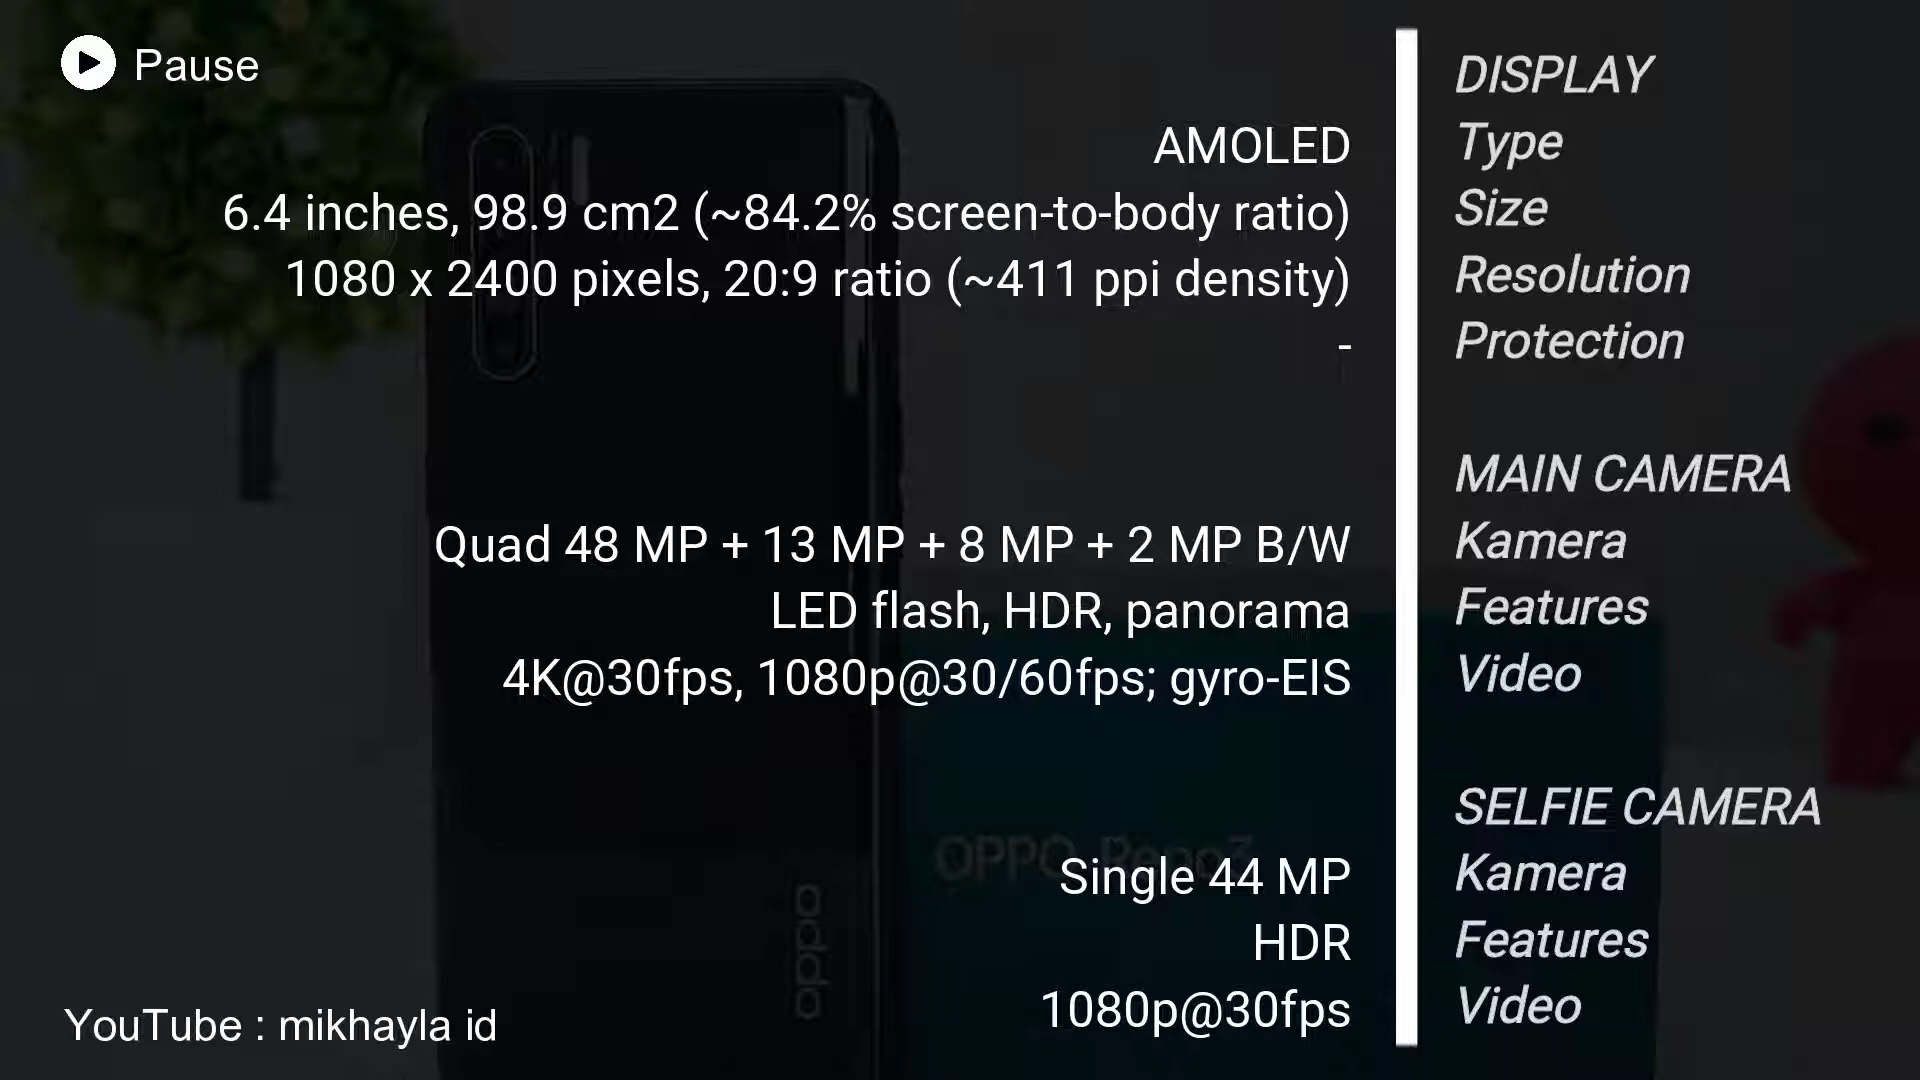 Pause
DISPLAY
AMOLED Type
6.4 inches, 98.9 cm2 (~84.2% screen-to-body ratio) Size
1080 x 2400 pixels, 20:9 ratio (~411 ppi density) Resolution
- Protection
MAIN CAMERA
Quad 48 MP + 13 MP + 8 MP + 2 MP B/W Kamera
LED flash, HDR, panorama Features
4K@30fps, 1080p@30/60fps; gyro-EIS Video
SELFIE CAMERA
OPPO Reno3
Single 44 MP Kamera
HDR Features
1080p@30fps Video
oppo
YouTube : mikhayla id